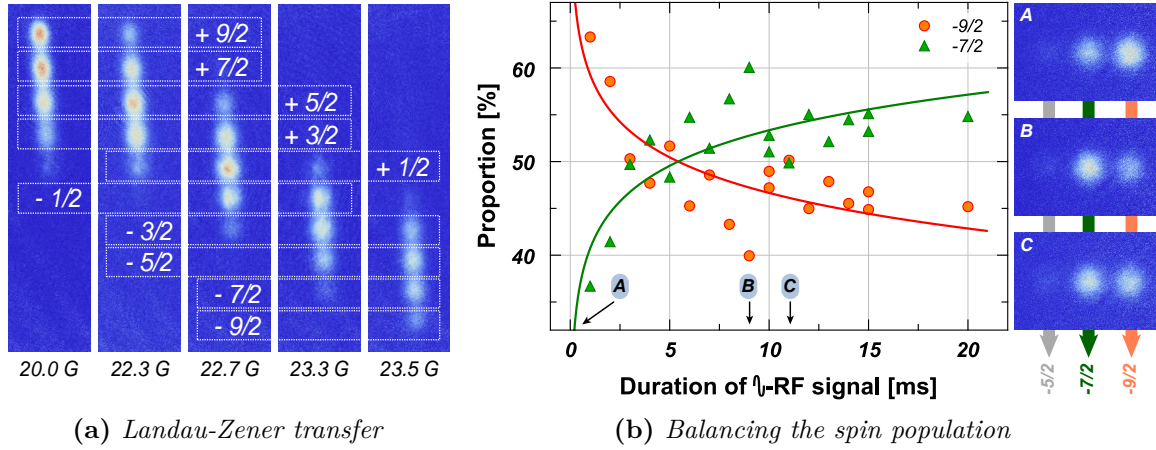 + 9/2
+ 7/2
+ 5/2
+ 3/2
+ 1/2
- 1/2
- 3/2
- 5/2
- 7/2
- 9/2
20.0 G 22.3 G 22.7 G 23.3 G 23.5 G
(a) Landau-Zener transfer
Proportion [%]
60
50
40
-9/2
-7/2
A B C
0 5 10 15 20
Duration of -RF signal [ms]
A
B
C
-5/2 -7/2 -9/2
(b) Balancing the spin population